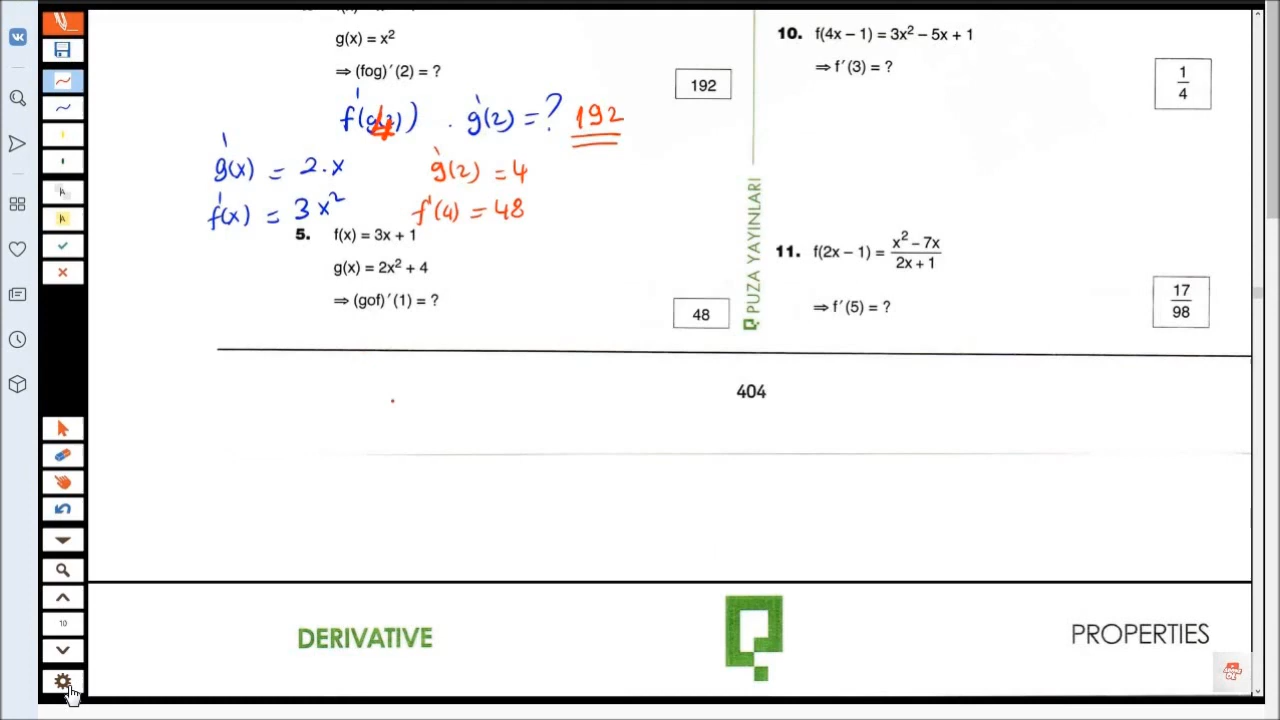 g(x) = x²
⇒ (fog)′(2) = ?
192
f′(g(2)) . g′(2) = ? 192
4
g′(x) = 2.x
g′(2) = 4
f′(x) = 3x²
f′(4) = 48
5. f(x) = 3x + 1
g(x) = 2x² + 4
⇒ (gof)′(1) = ?
48
PUZA YAYINLARI
10. f(4x – 1) = 3x² – 5x + 1
⇒ f′(3) = ?
1
4
11. f(2x – 1) = x² – 7x
2x + 1
⇒ f′(5) = ?
17
98
404
DERIVATIVE
PROPERTIES
10